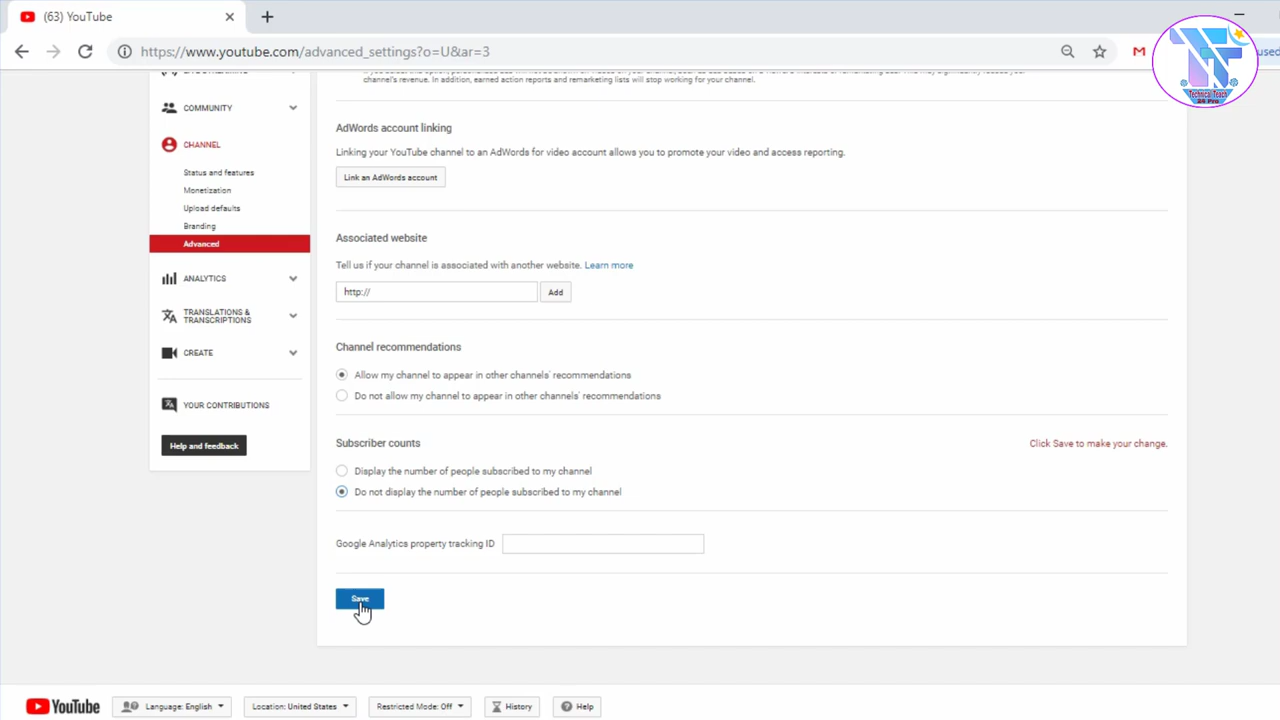 (63) YouTube
https://www.youtube.com/advanced_settings?o=U&ar=3
Technical Teach
24 Pro
channel's revenue. In addition, earned action reports and remarketing lists will stop working for your channel.
COMMUNITY
CHANNEL
Status and features
Monetization
Upload defaults
Branding
Advanced
ANALYTICS
TRANSLATIONS &
TRANSCRIPTIONS
CREATE
YOUR CONTRIBUTIONS
Help and feedback
AdWords account linking
Linking your YouTube channel to an AdWords for video account allows you to promote your video and access reporting.
Link an AdWords account
Associated website
Tell us if your channel is associated with another website. Learn more
http://
Add
Channel recommendations
Allow my channel to appear in other channels' recommendations
Do not allow my channel to appear in other channels' recommendations
Subscriber counts
Click Save to make your change.
Display the number of people subscribed to my channel
Do not display the number of people subscribed to my channel
Google Analytics property tracking ID
Save
YouTube
Language: English
Location: United States
Restricted Mode: Off
History
Help